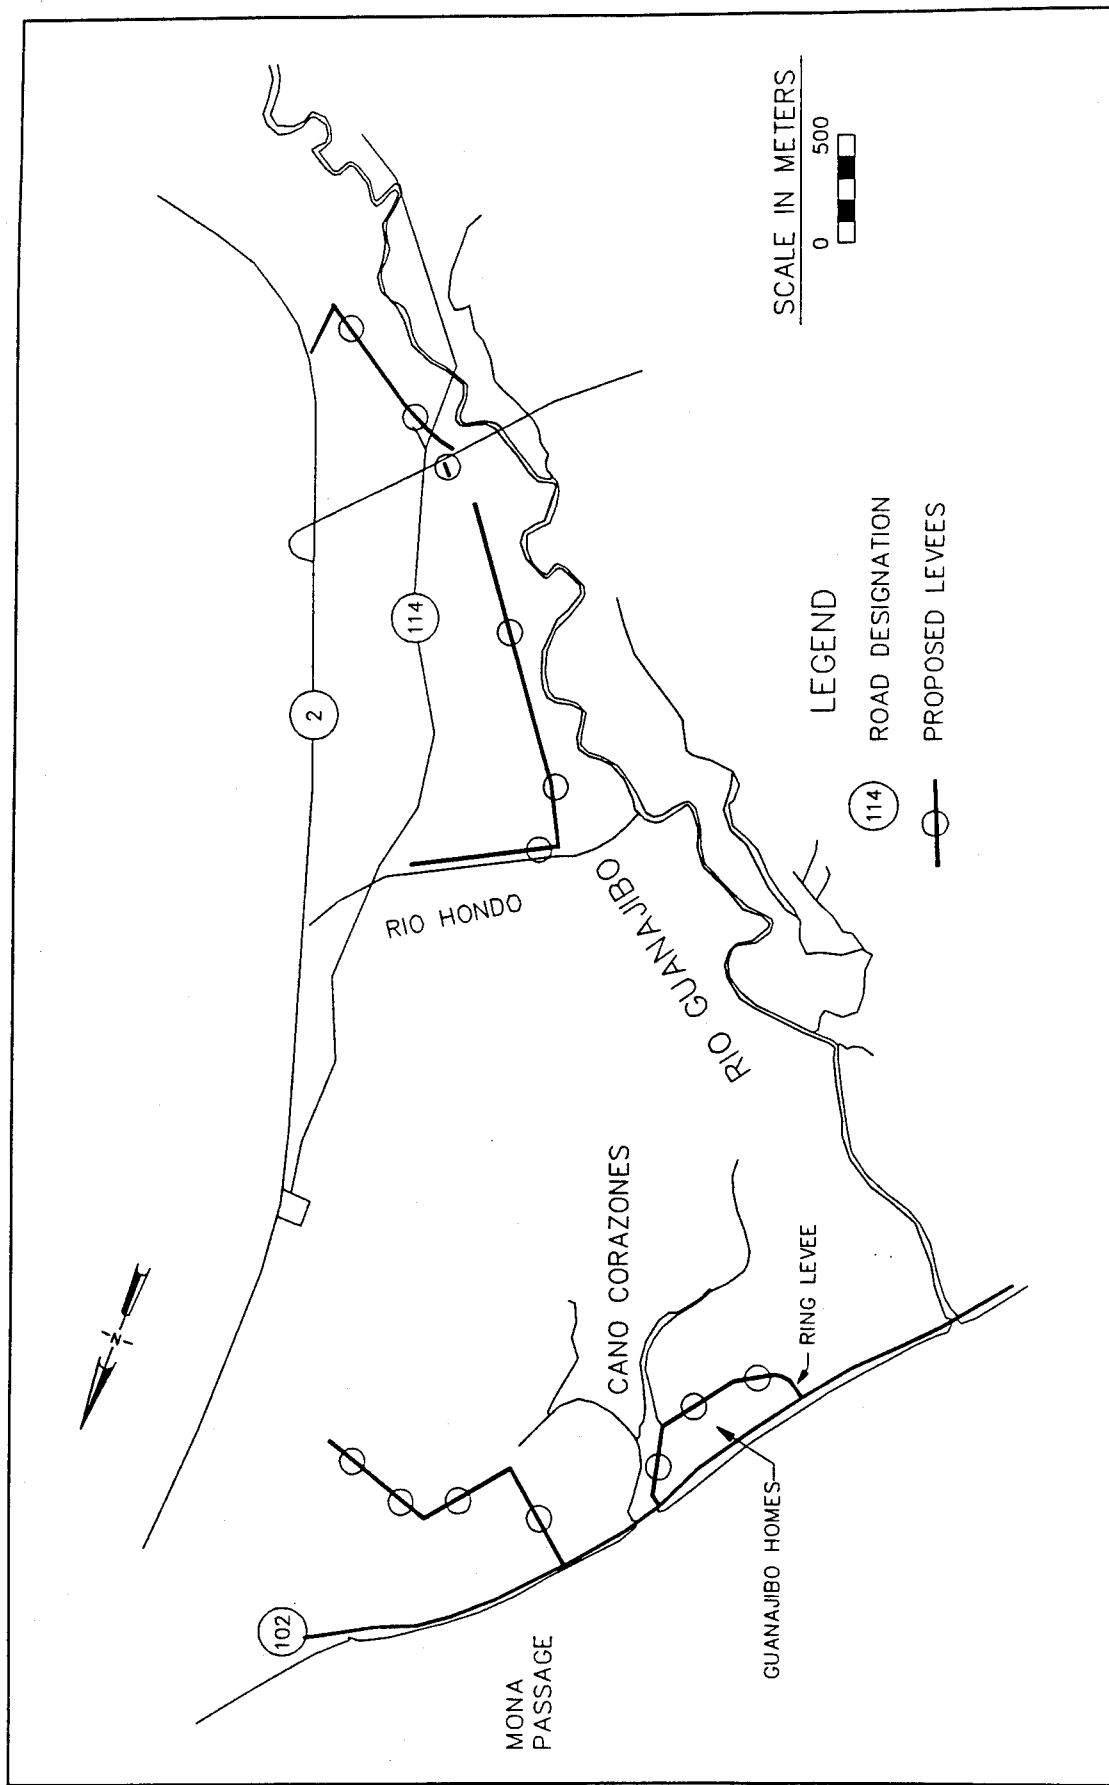 N
102
MONA
PASSAGE
GUANAJIBO HOMES
RING LEVEE
CANO CORAZONES
RIO GUANAJIBO
RIO HONDO
2
114
LEGEND
114 ROAD DESIGNATION
PROPOSED LEVEES
SCALE IN METERS
0 500